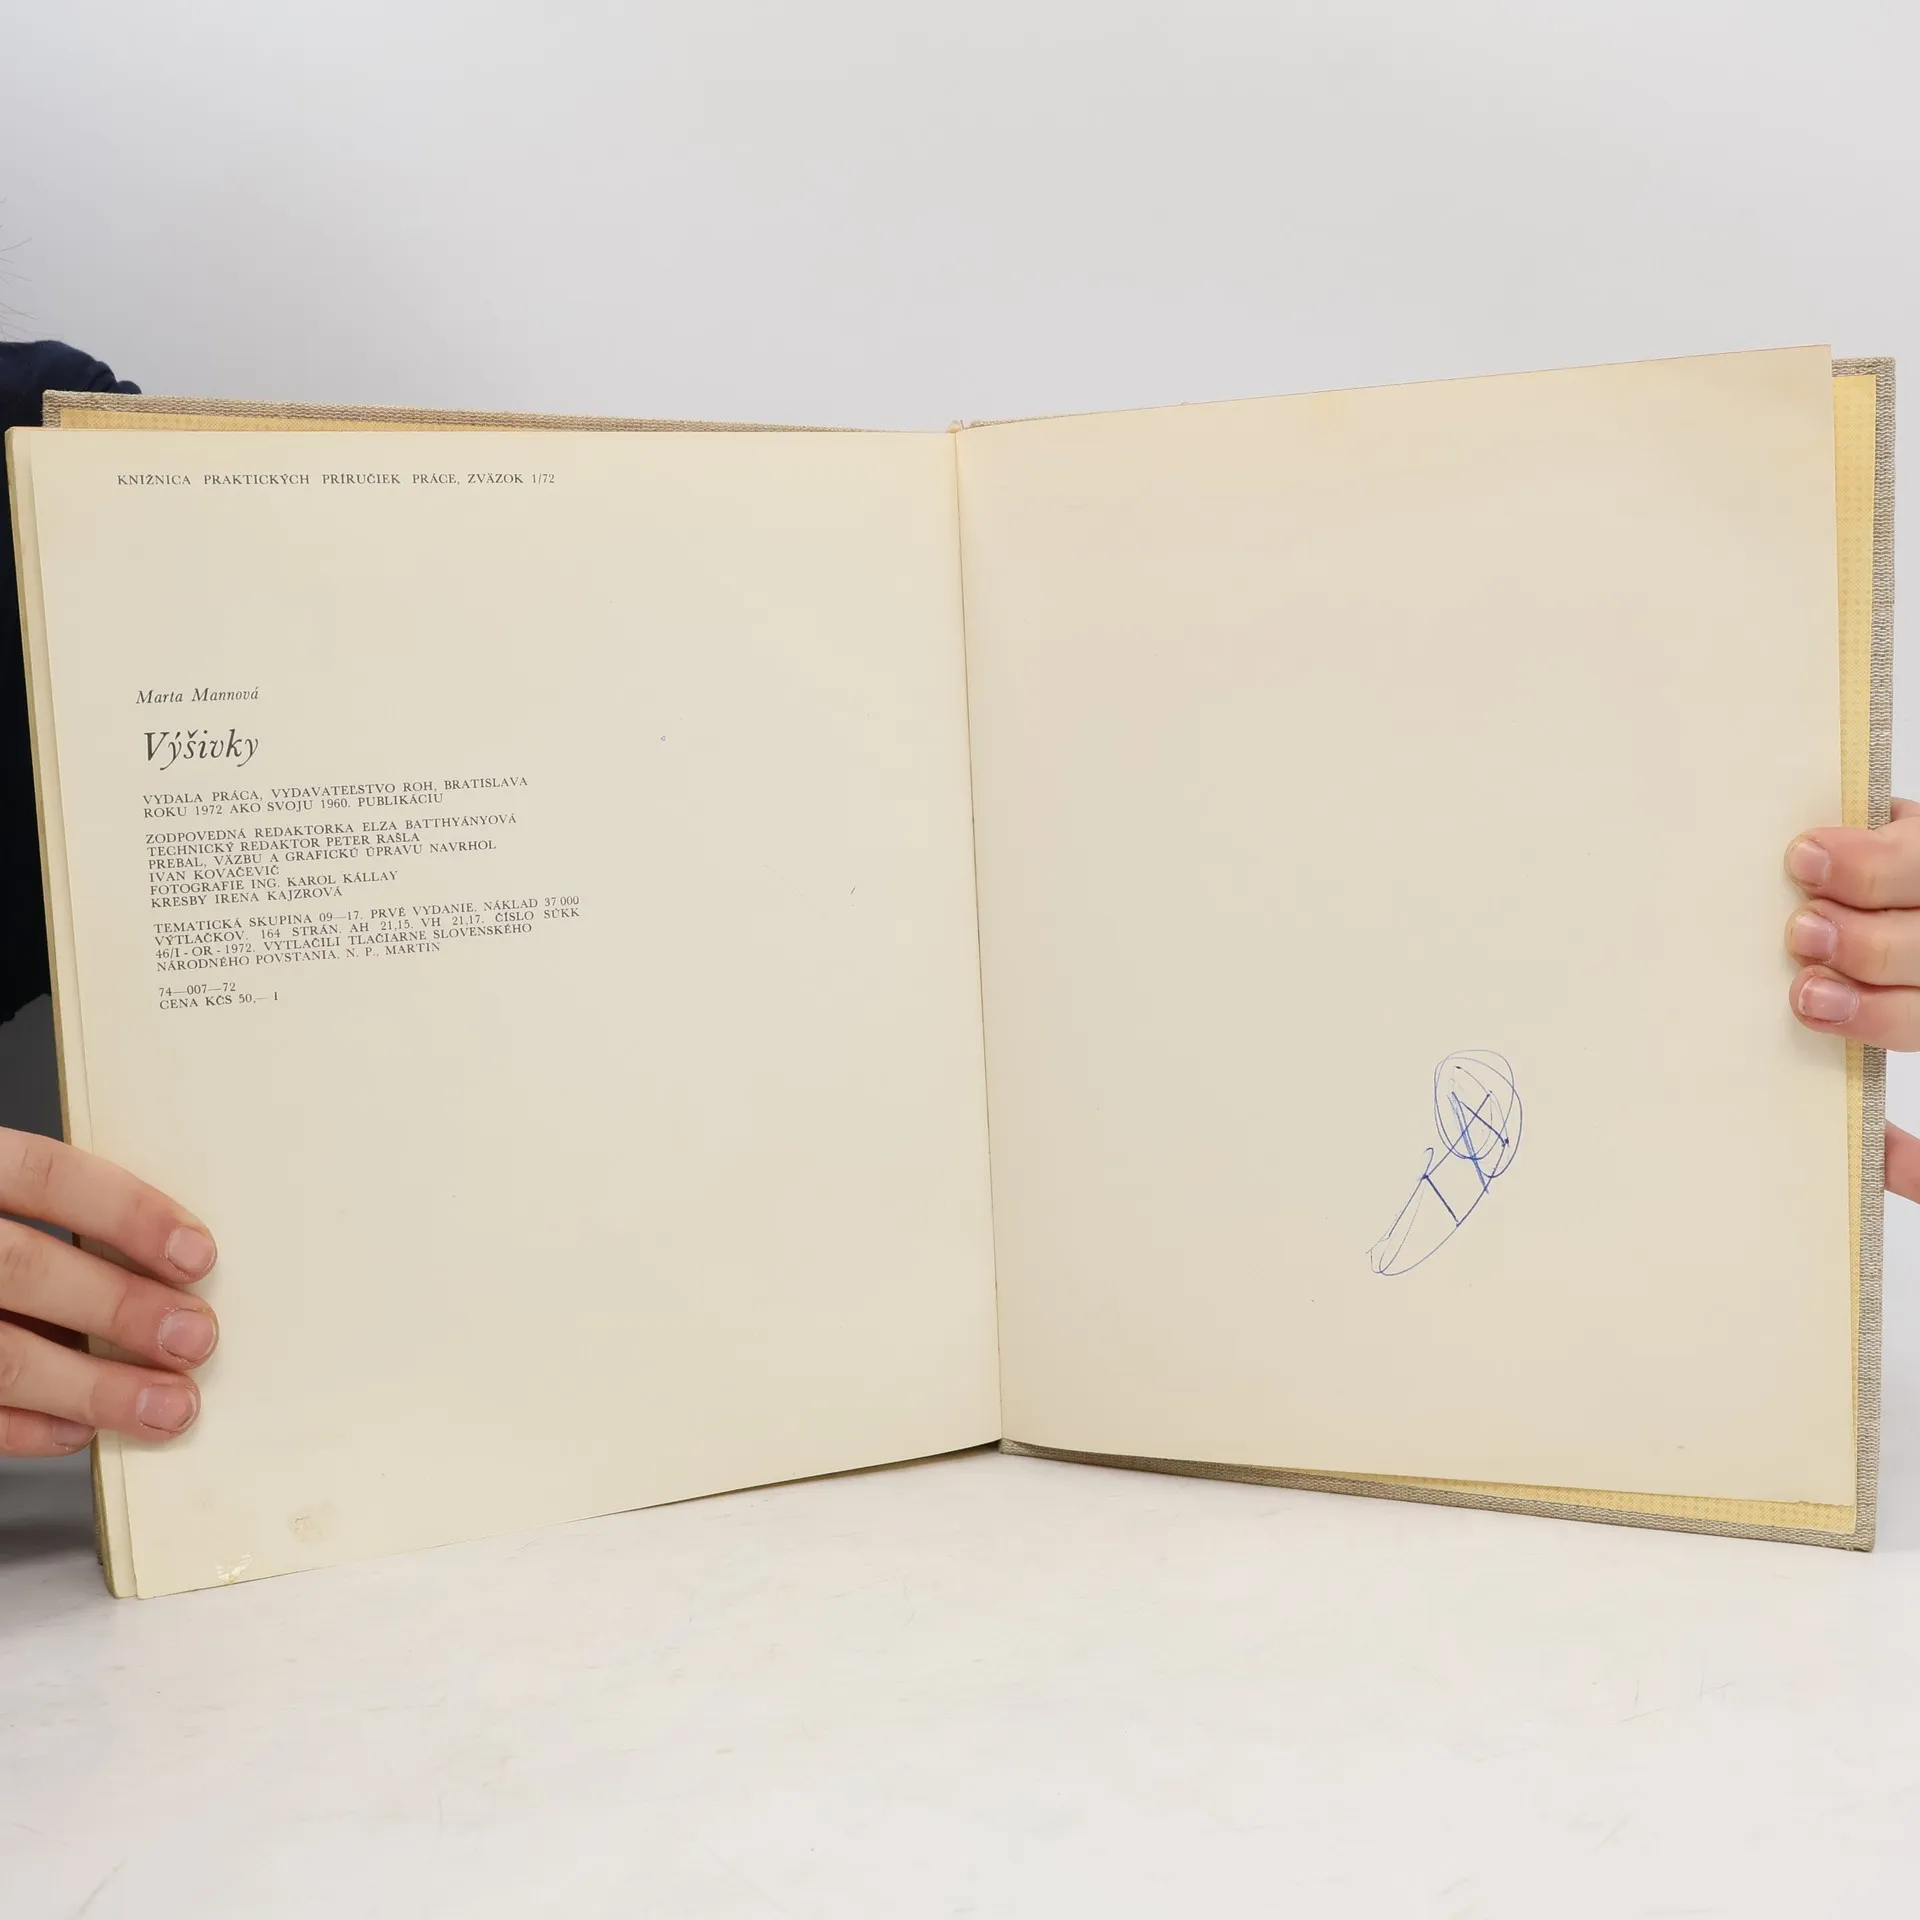 KNIŽNICA PRAKTICKÝCH PRÍRUČIEK PRÁCE, ZVÄZOK 1/72
Marta Mannová
Výšivky
VYDALA PRÁCA, VYDAVATEĽSTVO ROH, BRATISLAVA
ROKU 1972 AKO SVOJU 1960. PUBLIKÁCIU
ZODPOVEDNÁ REDAKTORKA ELZA BATTHYÁNYOVÁ
TECHNICKÝ REDAKTOR PETER RAŠLA
PREBAL, VÄZBU A GRAFICKÚ ÚPRAVU NAVRHOL
IVAN KOVAČEVIČ
FOTOGRAFIE ING. KAROL KÁLLAY
KRESBY IRENA KAJZROVÁ
TEMATICKÁ SKUPINA 09—17. PRVÉ VYDANIE. NÁKLAD 37 000
VÝTLAČKOV. 164 STRÁN. AH 21,15. VH 21,17. ČÍSLO SÚKK
46/I - OR - 1972. VYTLAČILI TLAČIARNE SLOVENSKÉHO
NÁRODNÉHO POVSTANIA, N. P., MARTIN
74—007—72
CENA KČS 50,— I